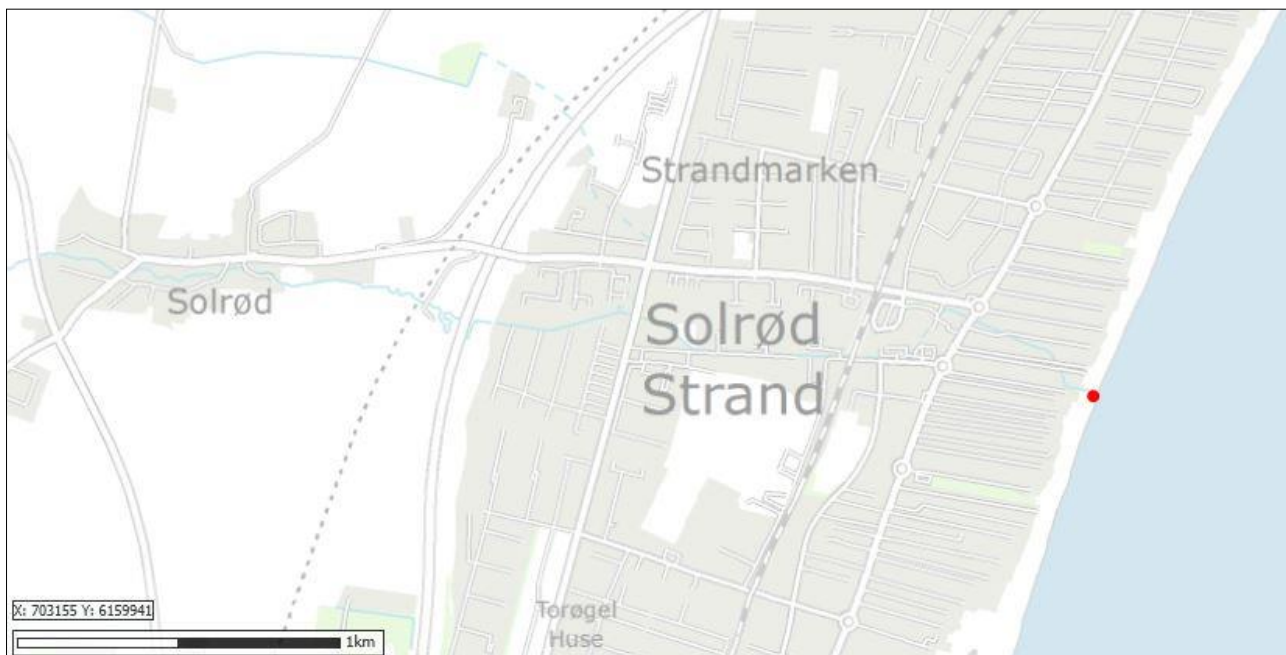 Strandmarken
Solrød
Solrød
Strand
Torøgel
Huse
X: 703155 Y: 6159941
1km